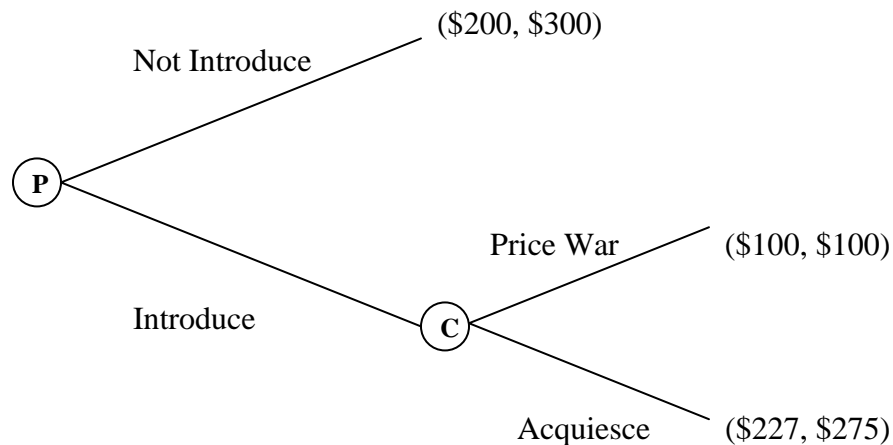 ($200, $300)
Not Introduce
P
Price War
($100, $100)
Introduce
C
Acquiesce
($227, $275)